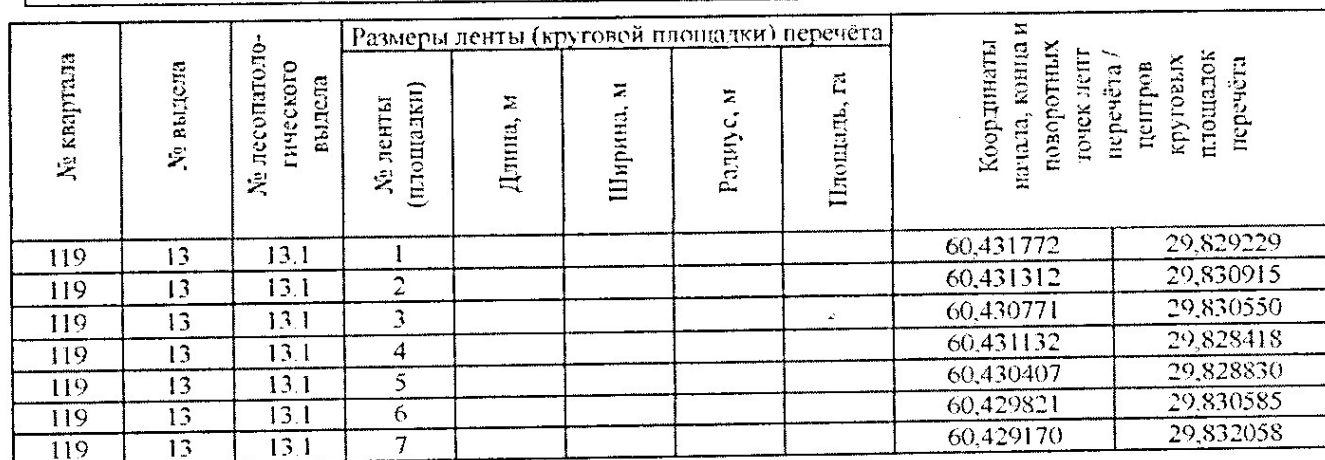 Размеры ленты (круговой площадки) перечёта
№ квартала
№ выдела
№ лесопатоло-
гического
выдела
№ ленты
(площадки)
Длина, м
Ширина, м
Радиус, м
Площадь, га
Координаты
начала, конца и
поворотных
точек лент
перечёта /
центров
круговых
площадок
перечёта
119 13 13.1 1 60,431772 29,829229
119 13 13.1 2 60,431312 29,830915
119 13 13.1 3 60,430771 29,830550
119 13 13.1 4 60,431132 29,828418
119 13 13.1 5 60,430407 29,828830
119 13 13.1 6 60,429821 29,830585
119 13 13.1 7 60,429170 29,832058